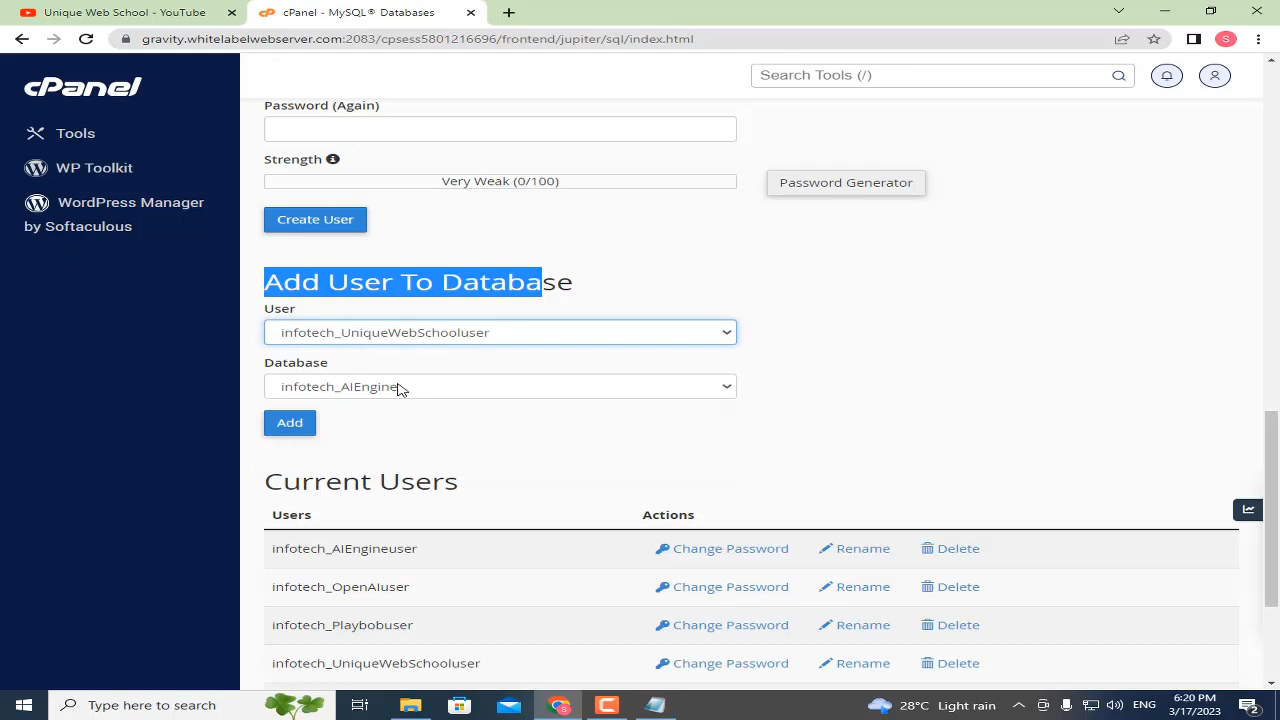 Unique Web School - YouTube
cPanel - MySQL® Databases
gravity.whitelabelwebserver.com:2083/cpsess5801216696/frontend/jupiter/sql/index.html
S
cPanel
Search Tools (/)
Tools
WP Toolkit
WordPress Manager
by Softaculous
Password (Again)
Strength
Very Weak (0/100)
Password Generator
Create User
Add User To Database
User
infotech_UniqueWebSchooluser
Database
infotech_AIEngine
Add
Current Users
Users
Actions
infotech_AIEngineuser
Change Password
Rename
Delete
infotech_OpenAIuser
Change Password
Rename
Delete
infotech_Playbobuser
Change Password
Rename
Delete
infotech_UniqueWebSchooluser
Change Password
Rename
Delete
Type here to search
28°C Light rain
ENG
6:20 PM
3/17/2023
2